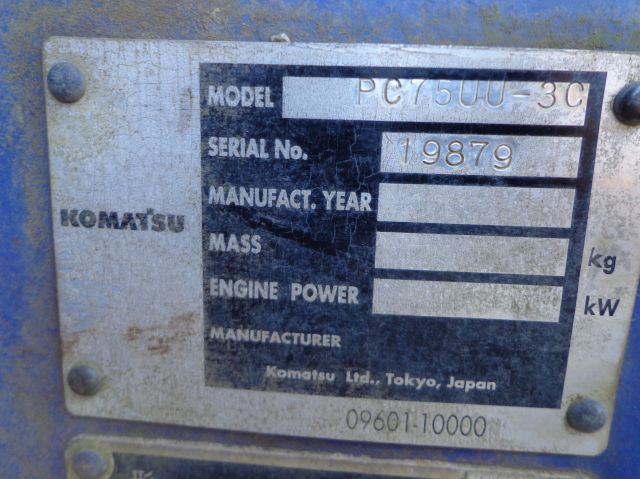 MODEL PC75UU-3C
SERIAL No. 19879
MANUFACT. YEAR
MASS kg
ENGINE POWER kW
MANUFACTURER
Komatsu Ltd., Tokyo, Japan
KOMATSU
09601-10000